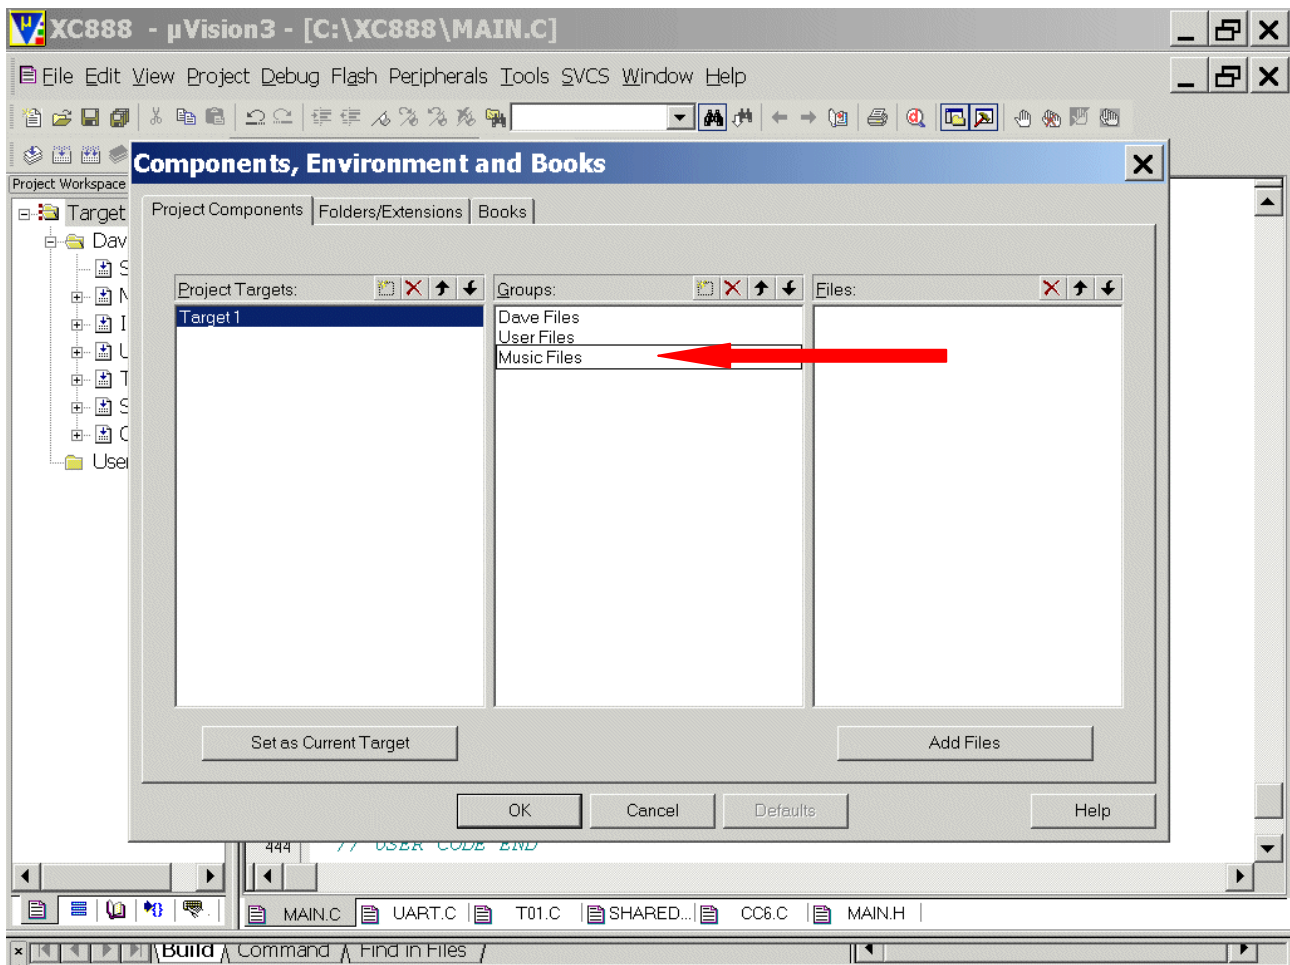 XC888 - µVision3 - [C:\XC888\MAIN.C]
File Edit View Project Debug Flash Peripherals Tools SVCS Window Help
Components, Environment and Books
Project Workspace
Project Components Folders/Extensions Books
Target
Dav
S
N
I
U
T
S
C
User
Project Targets:
Target 1
Groups:
Dave Files
User Files
Music Files
Files:
Set as Current Target
Add Files
OK Cancel Defaults Help
444 // USER CODE END
MAIN.C UART.C T01.C SHARED... CC6.C MAIN.H
Build Command Find in Files